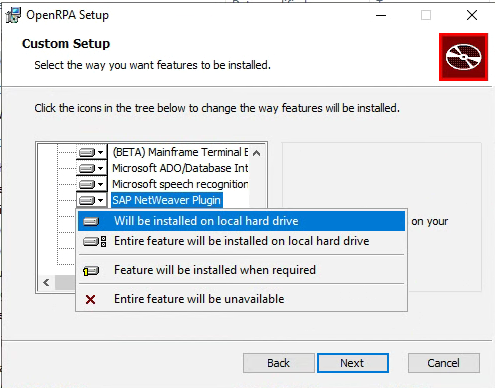 OpenRPA Setup
Custom Setup
Select the way you want features to be installed.
Click the icons in the tree below to change the way features will be installed.
(BETA) Mainframe Terminal E
Microsoft ADO/Database Int
Microsoft speech recognition
SAP NetWeaver Plugin
Will be installed on local hard drive
on your
Entire feature will be installed on local hard drive
Feature will be installed when required
Entire feature will be unavailable
Back
Next
Cancel